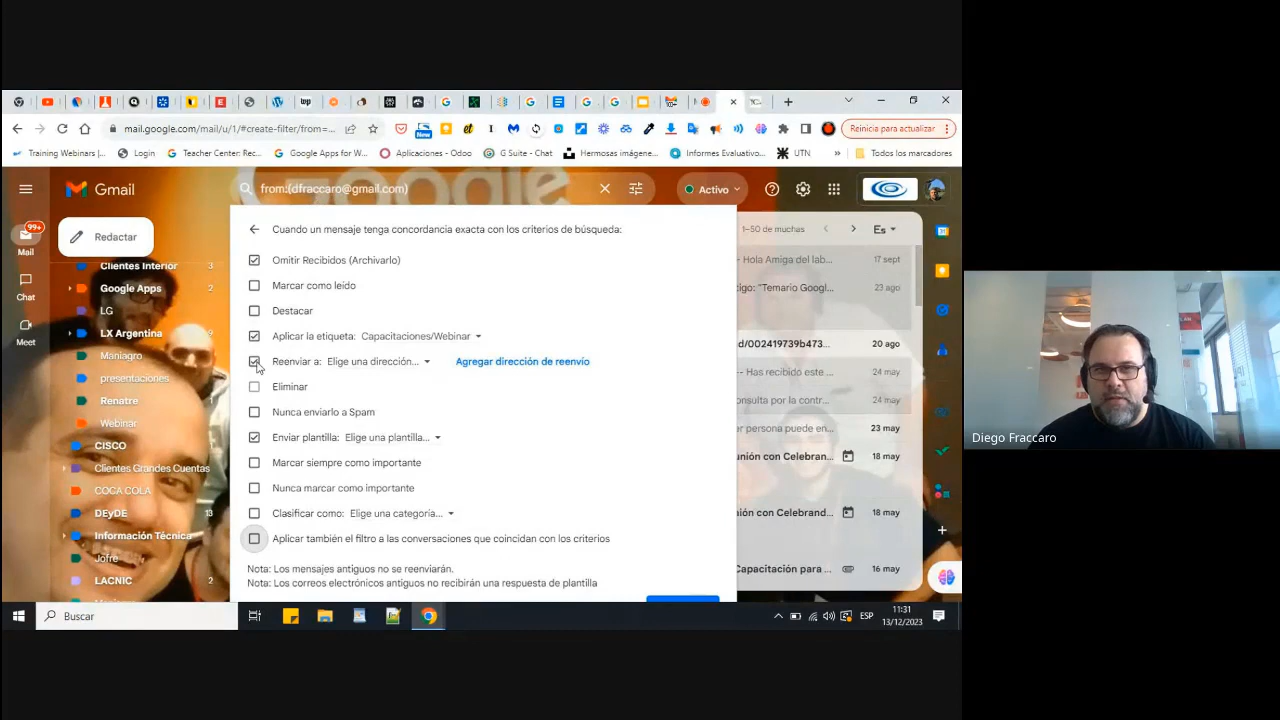 mail.google.com/mail/u/1/#create-filter/from=...
New
Reinicia para actualizar
Training Webinars |...
Login
Teacher Center: Rec...
Google Apps for W...
Aplicaciones - Odoo
G Suite - Chat
Hermosas imágene...
Informes Evaluativo...
UTN
»
Todos los marcadores
Gmail
from:(dfraccaro@gmail.com)
Activo
99+
Mail
Chat
Meet
Redactar
Clientes Interior 3
Google Apps 2
LG
LX Argentina 9
Maniagro
presentaciones
Renatre 1
Webinar
CISCO 1
Clientes Grandes Cuentas
COCA COLA
DEyDE 13
Información Técnica
Jofre
LACNIC 2
Cuando un mensaje tenga concordancia exacta con los criterios de búsqueda:
Omitir Recibidos (Archivarlo)
Marcar como leído
Destacar
Aplicar la etiqueta: Capacitaciones/Webinar
Reenviar a: Elige una dirección... Agregar dirección de reenvío
Eliminar
Nunca enviarlo a Spam
Enviar plantilla: Elige una plantilla...
Marcar siempre como importante
Nunca marcar como importante
Clasificar como: Elige una categoría...
Aplicar también el filtro a las conversaciones que coincidan con los criterios
Nota: Los mensajes antiguos no se reenviarán.
Nota: Los correos electrónicos antiguos no recibirán una respuesta de plantilla
1–50 de muchas
Es
- Hola Amiga del lab... 17 sept
tigo: "Temario Googl... 23 ago
d/002419739b473... 20 ago
- Has recibido este ... 24 may
onsulta por la contr... 24 may
er persona puede en... 23 may
unión con Celebran... 18 may
unión con Celebrand... 18 may
Capacitación para ... 16 may
Buscar
ESP
11:31
13/12/2023
Diego Fraccaro